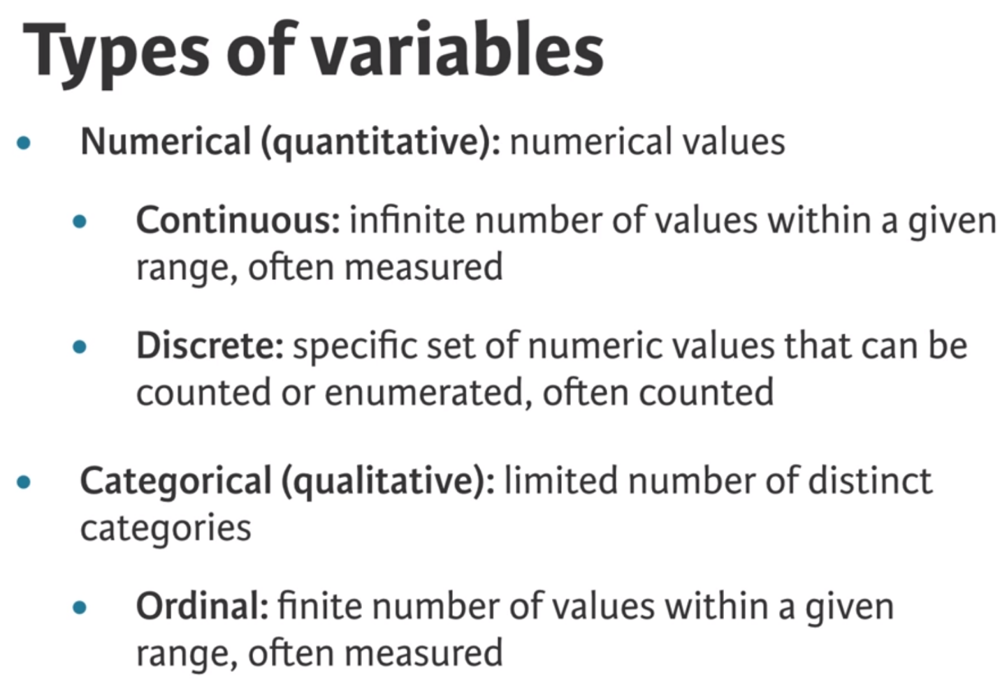 Types of variables
• Numerical (quantitative): numerical values
• Continuous: infinite number of values within a given
range, often measured
• Discrete: specific set of numeric values that can be
counted or enumerated, often counted
• Categorical (qualitative): limited number of distinct
categories
• Ordinal: finite number of values within a given
range, often measured